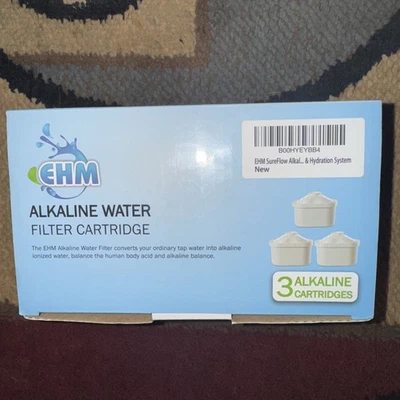 EHM
ALKALINE WATER
FILTER CARTRIDGE
The EHM Alkaline Water Filter converts your ordinary tap water into alkaline
ionized water, balance the human body acid and alkaline balance.
B00HYEYBB4
EHM SureFlow Alkal... & Hydration System
New
3 ALKALINE
CARTRIDGES